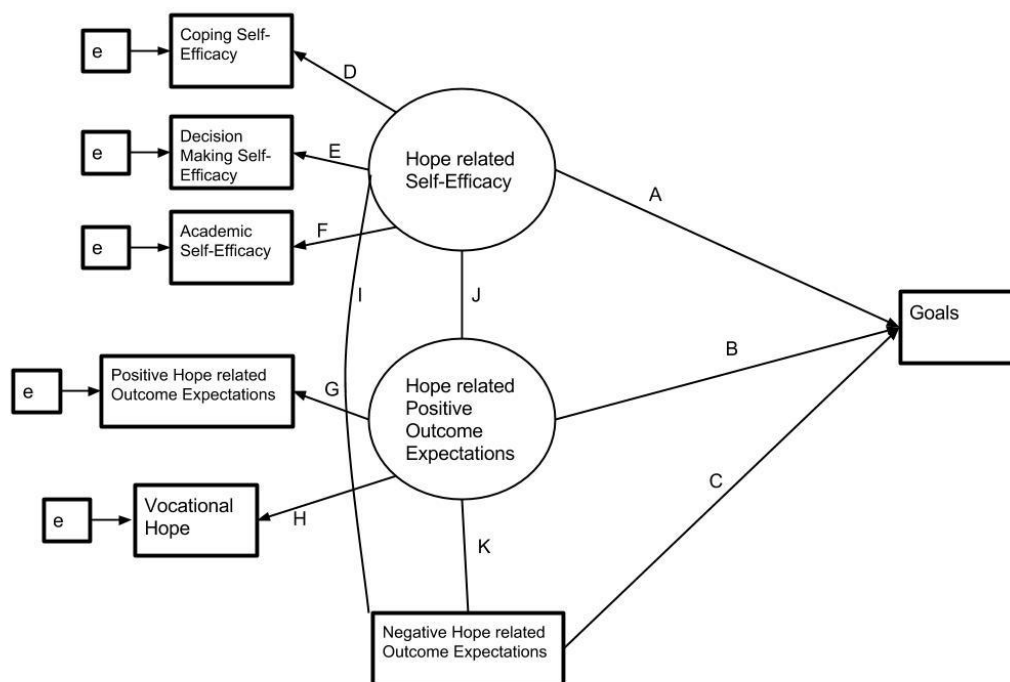 e
Coping Self-
Efficacy
D
e
Decision
Making Self-
Efficacy
E
Hope related
Self-Efficacy
A
e
Academic
Self-Efficacy
F
I
J
Goals
B
e
Positive Hope related
Outcome Expectations
G
Hope related
Positive
Outcome
Expectations
C
e
Vocational
Hope
H
K
Negative Hope related
Outcome Expectations